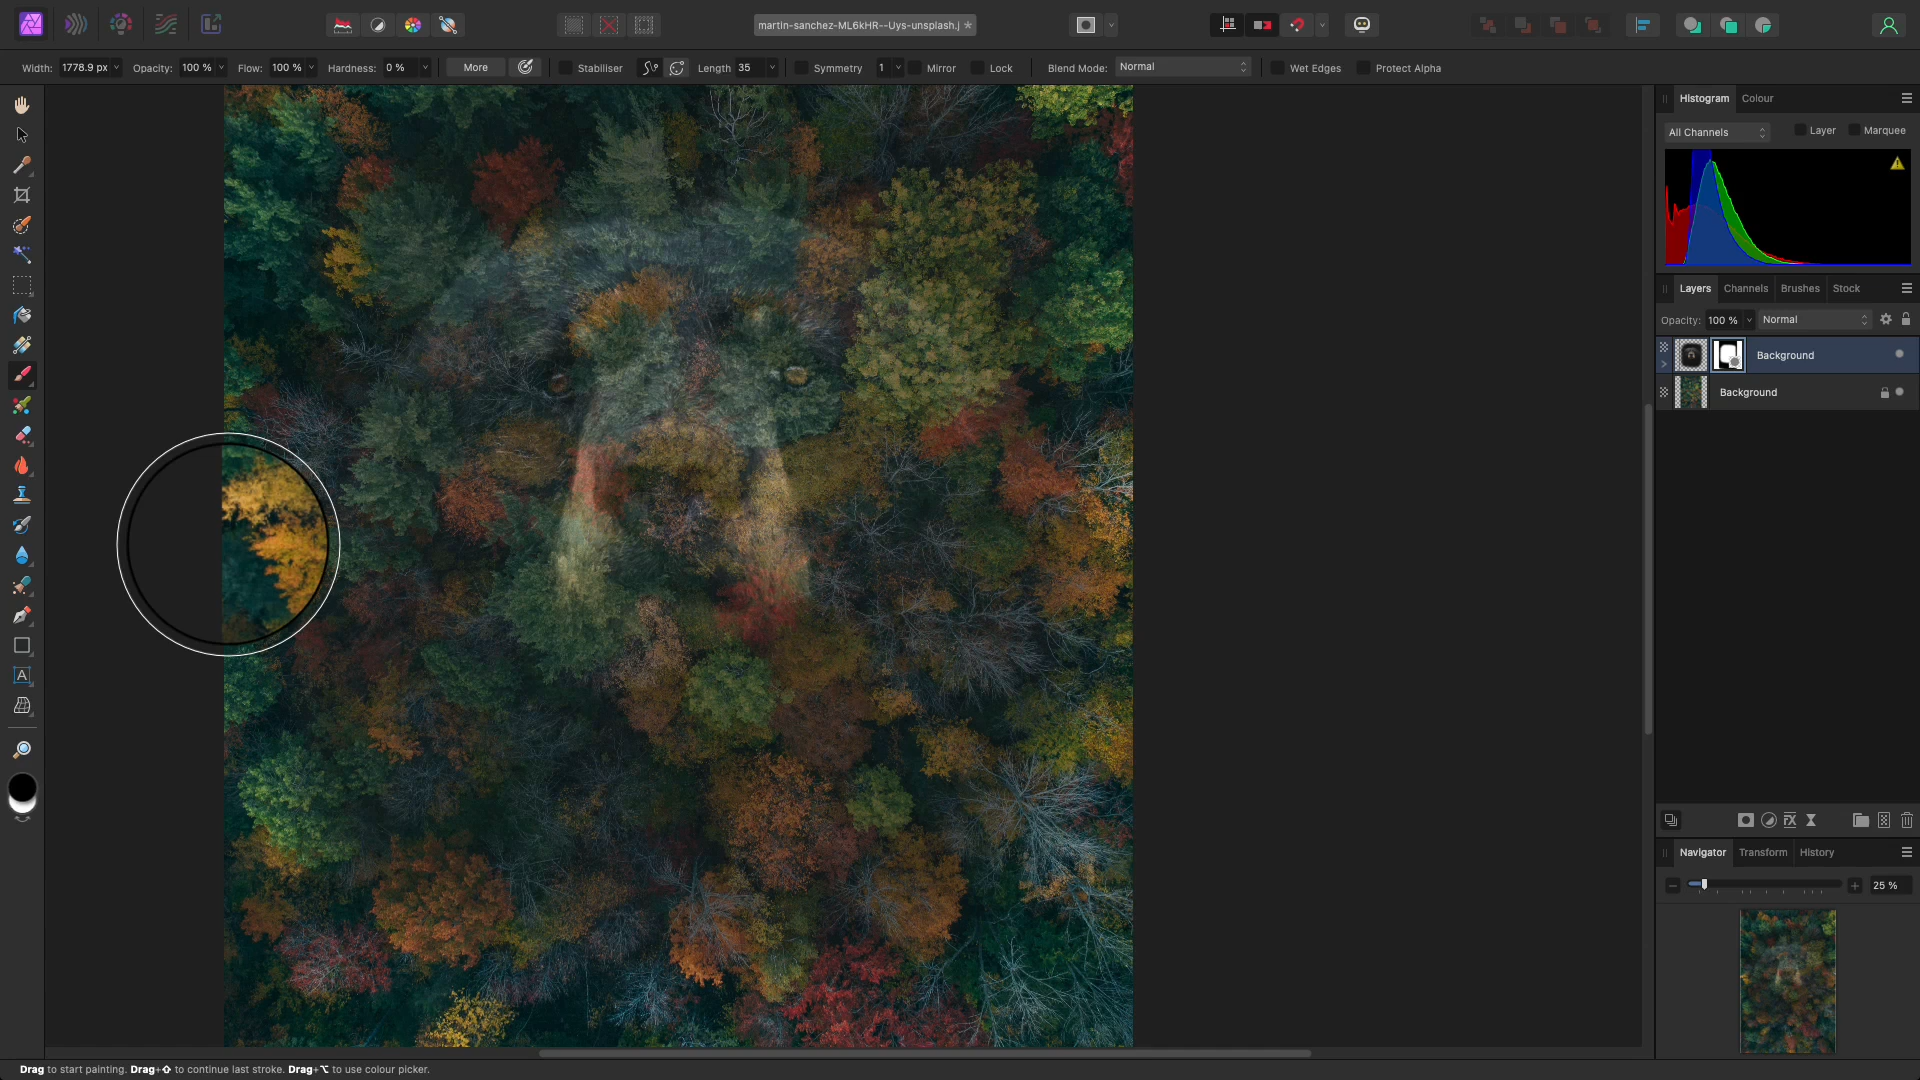 martin-sanchez-ML6kHR--Uys-unsplash.j *
Width: 1778.9 px Opacity: 100 % Flow: 100 % Hardness: 0 % More Stabiliser Length 35 Symmetry 1 Mirror Lock Blend Mode: Normal Wet Edges Protect Alpha
Histogram Colour
All Channels Layer Marquee
Layers Channels Brushes Stock
Opacity: 100 % Normal
Background
Background
A
fx
Navigator Transform History
25 %
Drag to start painting. Drag+⇧ to continue last stroke. Drag+⌥ to use colour picker.